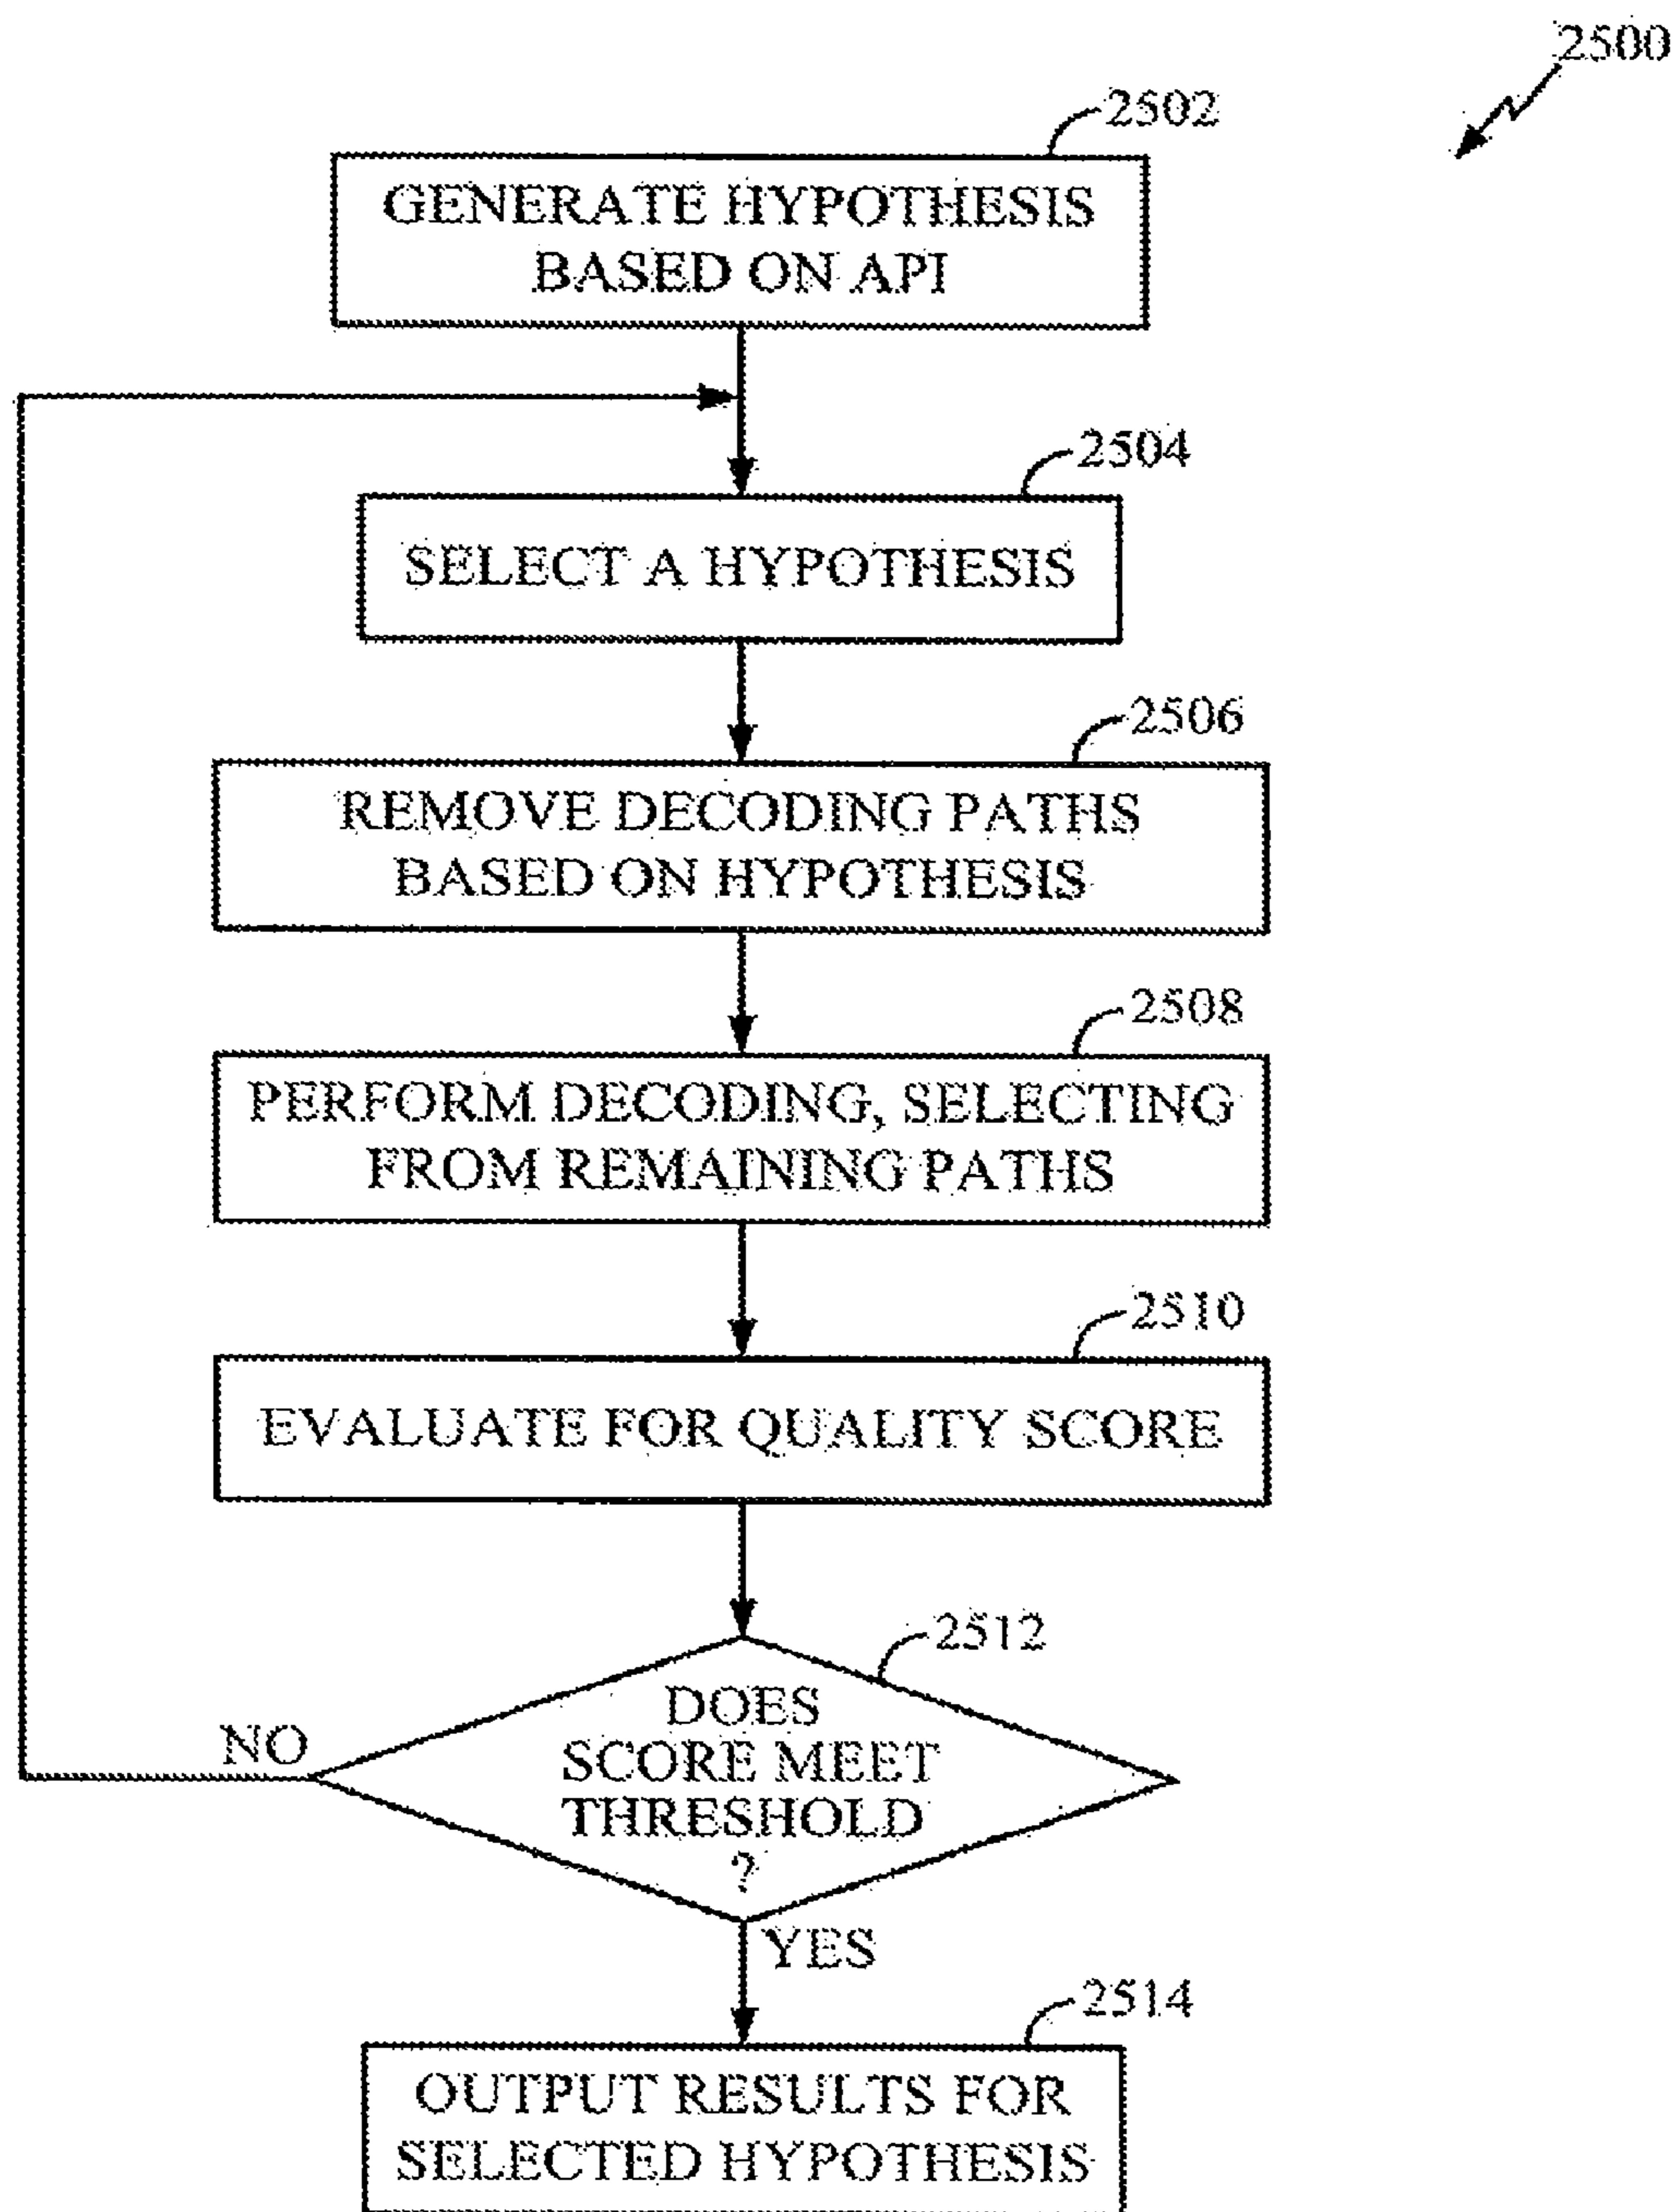 2500
2502
GENERATE HYPOTHESIS
BASED ON API
2504
SELECT A HYPOTHESIS
2506
REMOVE DECODING PATHS
BASED ON HYPOTHESIS
2508
PERFORM DECODING, SELECTING
FROM REMAINING PATHS
2510
EVALUATE FOR QUALITY SCORE
2512
DOES
SCORE MEET
THRESHOLD
?
NO
YES
2514
OUTPUT RESULTS FOR
SELECTED HYPOTHESIS